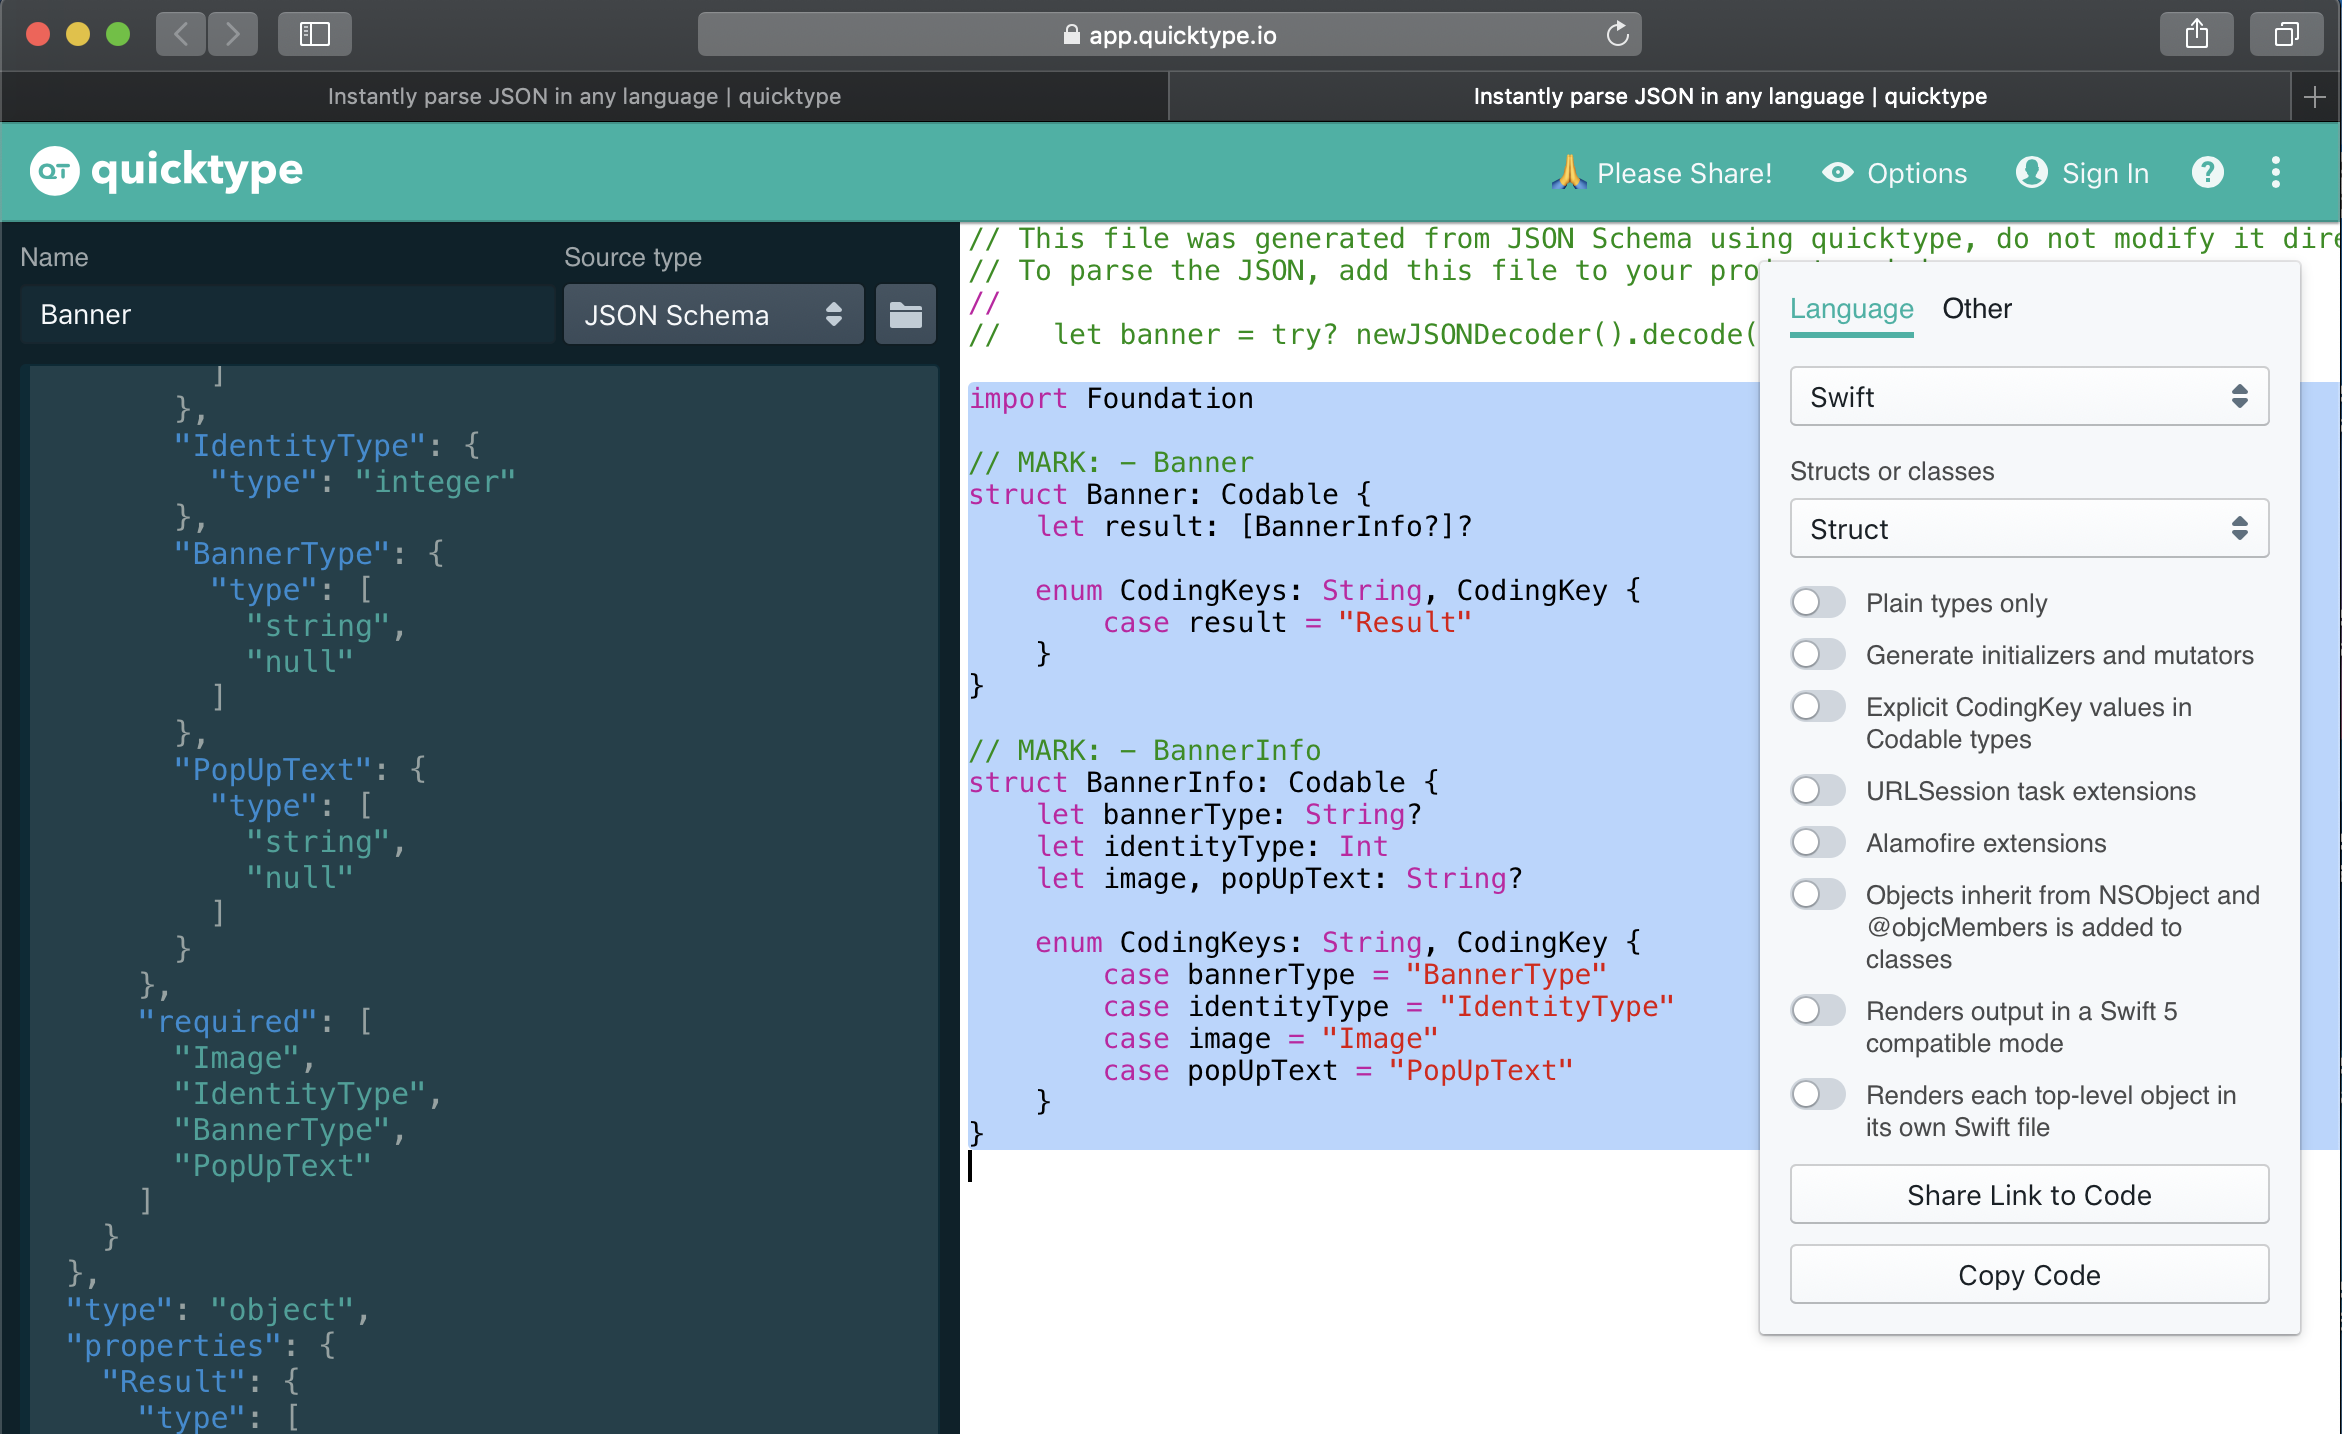 app.quicktype.io
Instantly parse JSON in any language | quicktype
Instantly parse JSON in any language | quicktype
QT quicktype
🙏 Please Share!
Options
Sign In
?
Name
Source type
Banner
JSON Schema
]
},
"IdentityType": {
"type": "integer"
},
"BannerType": {
"type": [
"string",
"null"
]
},
"PopUpText": {
"type": [
"string",
"null"
]
}
},
"required": [
"Image",
"IdentityType",
"BannerType",
"PopUpText"
]
}
},
"type": "object",
"properties": {
"Result": {
"type": [
// This file was generated from JSON Schema using quicktype, do not modify it dire
// To parse the JSON, add this file to your pro
//
//   let banner = try? newJSONDecoder().decode(
import Foundation
// MARK: - Banner
struct Banner: Codable {
let result: [BannerInfo?]?
enum CodingKeys: String, CodingKey {
case result = "Result"
}
}
// MARK: - BannerInfo
struct BannerInfo: Codable {
let bannerType: String?
let identityType: Int
let image, popUpText: String?
enum CodingKeys: String, CodingKey {
case bannerType = "BannerType"
case identityType = "IdentityType"
case image = "Image"
case popUpText = "PopUpText"
}
}
Language Other
Swift
Structs or classes
Struct
Plain types only
Generate initializers and mutators
Explicit CodingKey values in
Codable types
URLSession task extensions
Alamofire extensions
Objects inherit from NSObject and
@objcMembers is added to
classes
Renders output in a Swift 5
compatible mode
Renders each top-level object in
its own Swift file
Share Link to Code
Copy Code